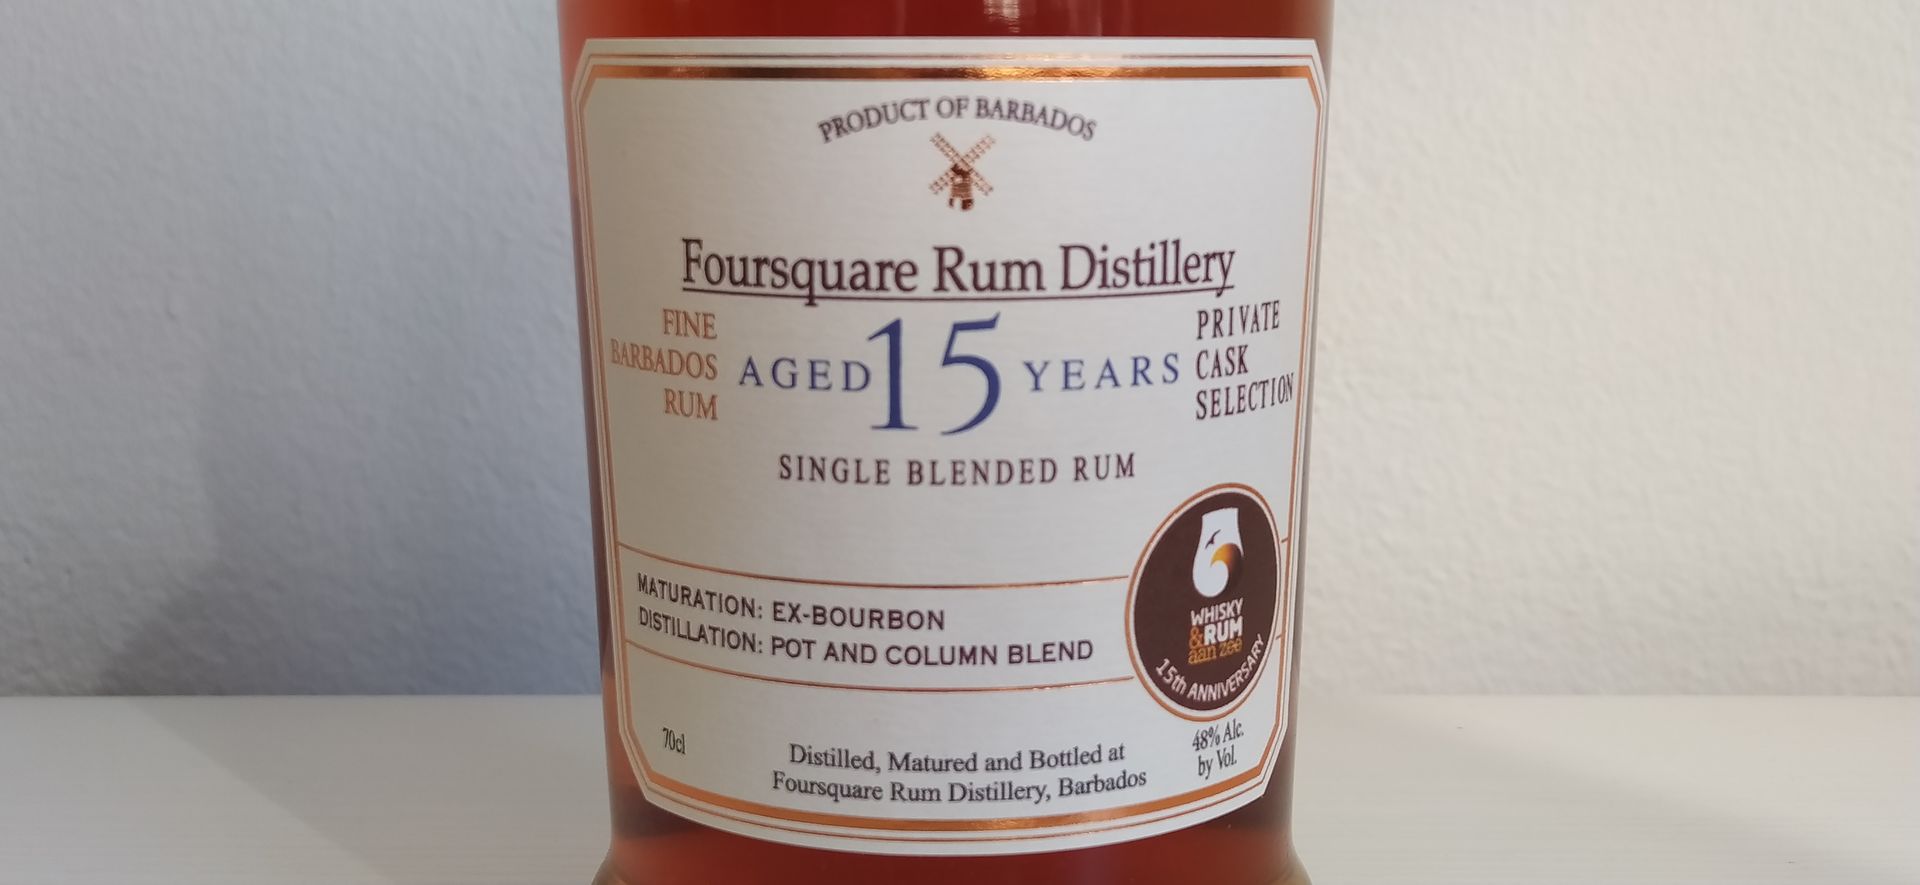 PRODUCT OF BARBADOS
Foursquare Rum Distillery
FINE
BARBADOS
RUM
AGED 15 YEARS
PRIVATE
CASK
SELECTION
SINGLE BLENDED RUM
MATURATION: EX-BOURBON
DISTILLATION: POT AND COLUMN BLEND
WHISKY
&RUM
aan zee
15th ANNIVERSARY
70cl
Distilled, Matured and Bottled at
Foursquare Rum Distillery, Barbados
48% Alc.
by Vol.